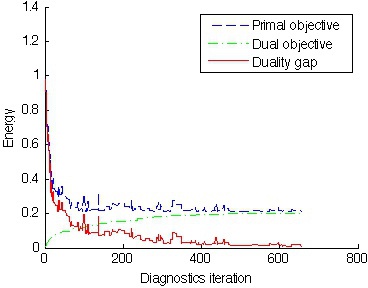 1.4
1.2
1
0.8
0.6
0.4
0.2
0
Energy
Primal objective
Dual objective
Duality gap
0 200 400 600 800
Diagnostics iteration